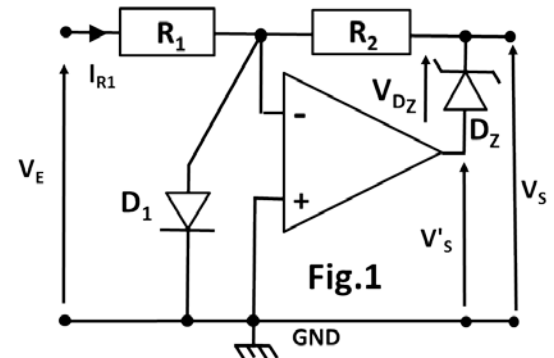 R1 R2
IR1
VDZ
DZ
-
VE
D1
+
V'S
VS
Fig.1
GND